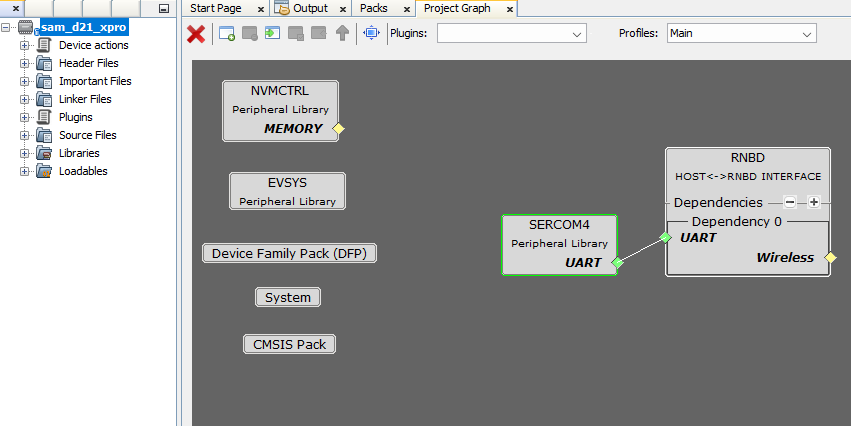 Start Page
Output
Packs
Project Graph
sam_d21_xpro
Device actions
Header Files
Important Files
Linker Files
Plugins
Source Files
Libraries
Loadables
Plugins:
Profiles:
Main
NVMCTRL
Peripheral Library
MEMORY
EVSYS
Peripheral Library
Device Family Pack (DFP)
System
CMSIS Pack
SERCOM4
Peripheral Library
UART
RNBD
HOST<->RNBD INTERFACE
Dependencies
Dependency 0
UART
Wireless